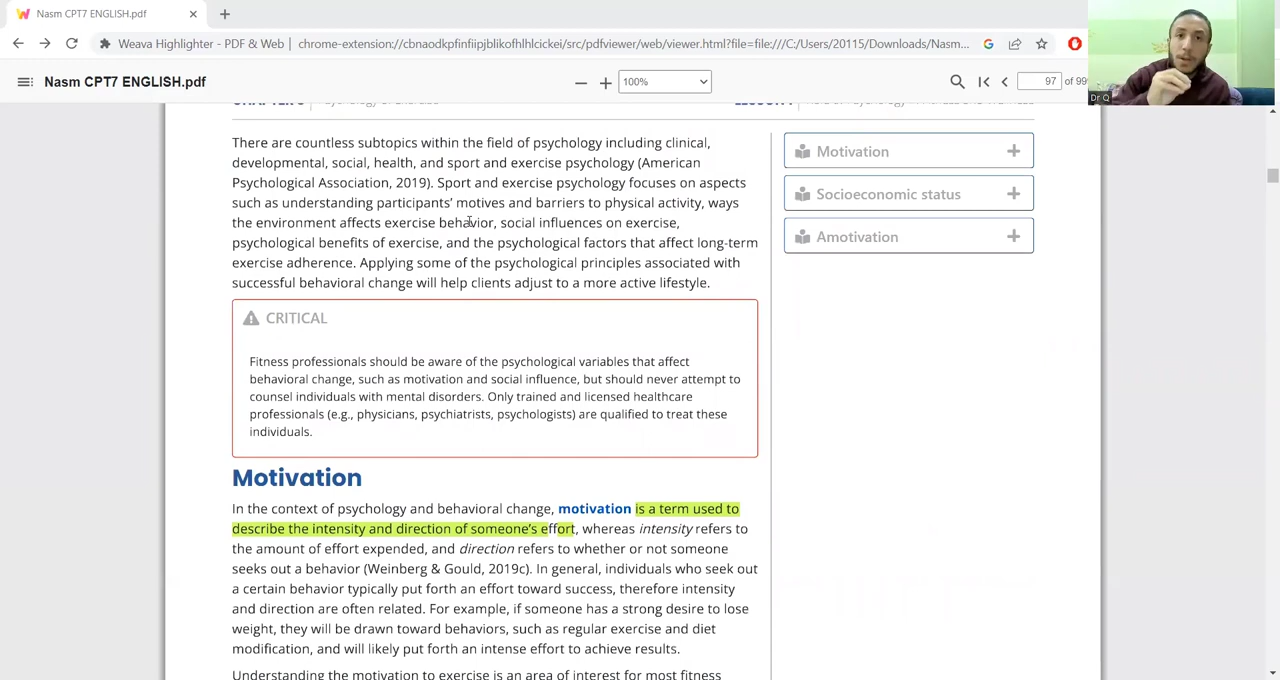 Nasm CPT7 ENGLISH.pdf
Weava Highlighter - PDF & Web | chrome-extension://cbnaodkpfinfiipjblikofhlhlcickei/src/pdfviewer/web/viewer.html?file=file:///C:/Users/20115/Downloads/Nasm...
Nasm CPT7 ENGLISH.pdf
100%
97 of 99
Dr Q
There are countless subtopics within the field of psychology including clinical,
developmental, social, health, and sport and exercise psychology (American
Psychological Association, 2019). Sport and exercise psychology focuses on aspects
such as understanding participants' motives and barriers to physical activity, ways
the environment affects exercise behavior, social influences on exercise,
psychological benefits of exercise, and the psychological factors that affect long-term
exercise adherence. Applying some of the psychological principles associated with
successful behavioral change will help clients adjust to a more active lifestyle.
Motivation
Socioeconomic status
Amotivation
CRITICAL
Fitness professionals should be aware of the psychological variables that affect
behavioral change, such as motivation and social influence, but should never attempt to
counsel individuals with mental disorders. Only trained and licensed healthcare
professionals (e.g., physicians, psychiatrists, psychologists) are qualified to treat these
individuals.
Motivation
In the context of psychology and behavioral change, motivation is a term used to
describe the intensity and direction of someone's effort, whereas intensity refers to
the amount of effort expended, and direction refers to whether or not someone
seeks out a behavior (Weinberg & Gould, 2019c). In general, individuals who seek out
a certain behavior typically put forth an effort toward success, therefore intensity
and direction are often related. For example, if someone has a strong desire to lose
weight, they will be drawn toward behaviors, such as regular exercise and diet
modification, and will likely put forth an intense effort to achieve results.
Understanding the motivation to exercise is an area of interest for most fitness